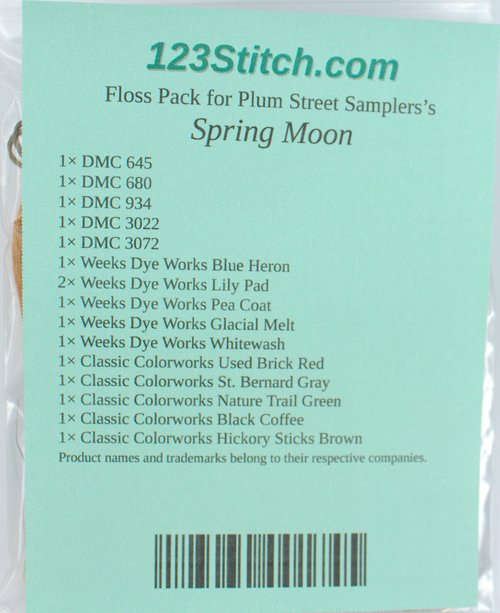 123Stitch.com
Floss Pack for Plum Street Samplers's
Spring Moon
1× DMC 645
1× DMC 680
1× DMC 934
1× DMC 3022
1× DMC 3072
1× Weeks Dye Works Blue Heron
2× Weeks Dye Works Lily Pad
1× Weeks Dye Works Pea Coat
1× Weeks Dye Works Glacial Melt
1× Weeks Dye Works Whitewash
1× Classic Colorworks Used Brick Red
1× Classic Colorworks St. Bernard Gray
1× Classic Colorworks Nature Trail Green
1× Classic Colorworks Black Coffee
1× Classic Colorworks Hickory Sticks Brown
Product names and trademarks belong to their respective companies.